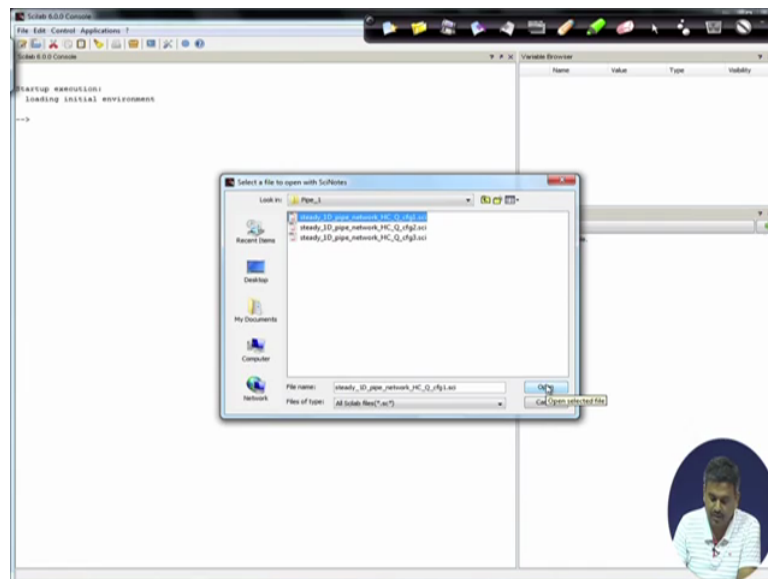 Scilab 6.0.0 Console
File Edit Control Applications ?
Scilab 6.0.0 Console
Variable Browser
Name Value Type Visibility
Startup execution:
loading initial environment
-->
Select a file to open with SciNotes
Look in: Pipe_1
steady_1D_pipe_network_HC_Q_cfg1.sci
steady_1D_pipe_network_HC_Q_cfg2.sci
steady_1D_pipe_network_HC_Q_cfg3.sci
Recent Items
Desktop
My Documents
Computer
Network
File name: steady_1D_pipe_network_HC_Q_cfg1.sci
Open
Files of type: All Scilab files(*.sc*)
Open selected file